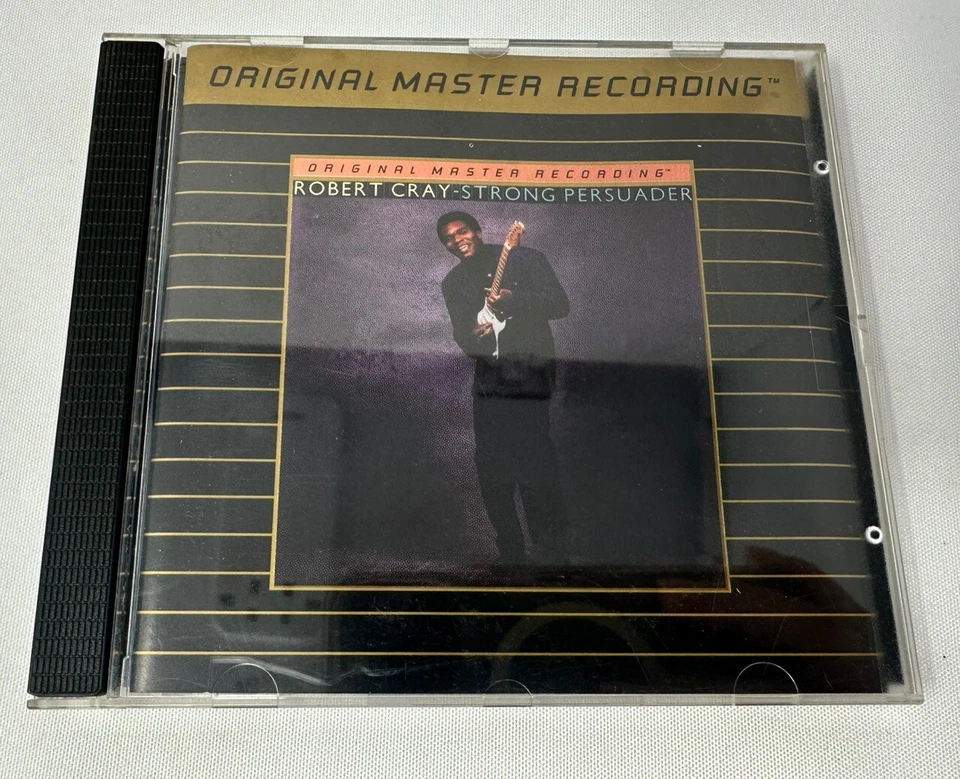 ORIGINAL MASTER RECORDING™
ORIGINAL MASTER RECORDING™
ROBERT CRAY-STRONG PERSUADER